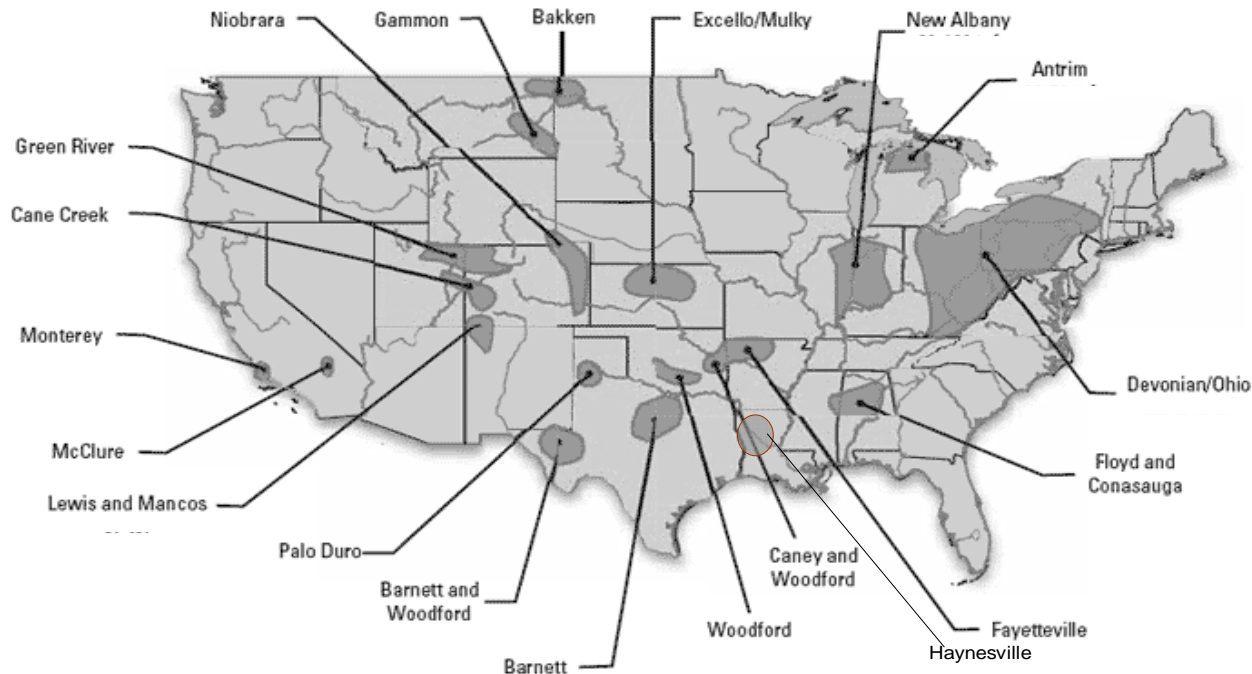 Niobrara
Gammon
Bakken
Excello/Mulky
New Albany
Antrim
Green River
Cane Creek
Monterey
McClure
Lewis and Mancos
Palo Duro
Barnett and
Woodford
Barnett
Woodford
Caney and
Woodford
Fayetteville
Haynesville
Floyd and
Conasauga
Devonian/Ohio